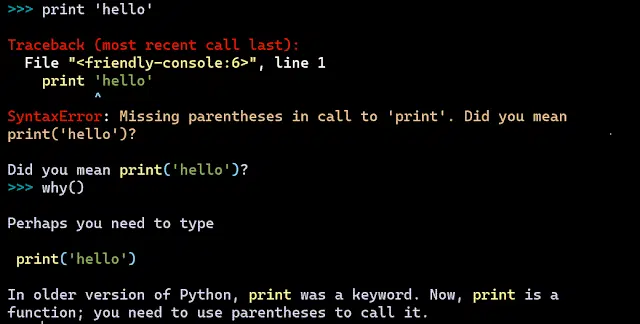 >>> print 'hello'
Traceback (most recent call last):
File "<friendly-console:6>", line 1
print 'hello'
^
SyntaxError: Missing parentheses in call to 'print'. Did you mean
print('hello')?
Did you mean print('hello')?
>>> why()
Perhaps you need to type
print('hello')
In older version of Python, print was a keyword. Now, print is a
function; you need to use parentheses to call it.